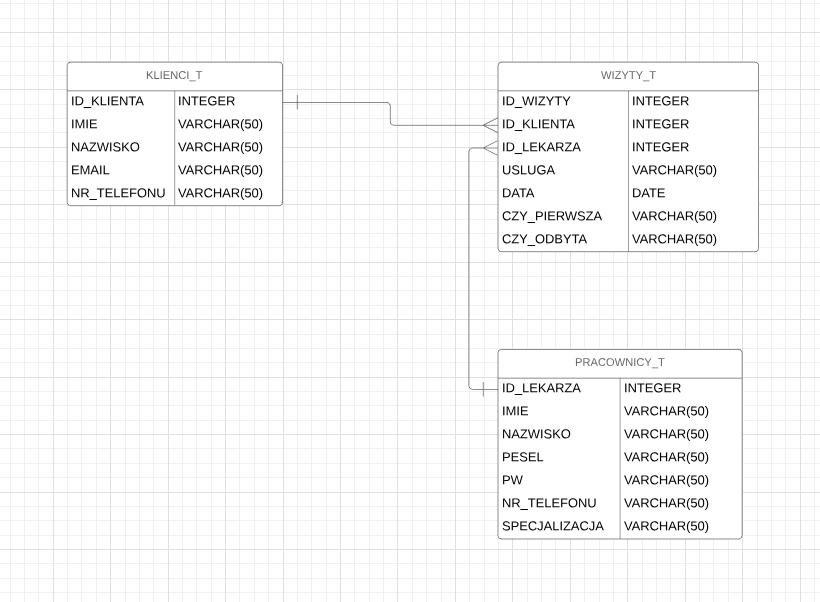 KLIENCI_T
ID_KLIENTA INTEGER
IMIE VARCHAR(50)
NAZWISKO VARCHAR(50)
EMAIL VARCHAR(50)
NR_TELEFONU VARCHAR(50)
WIZYTY_T
ID_WIZYTY INTEGER
ID_KLIENTA INTEGER
ID_LEKARZA INTEGER
USLUGA VARCHAR(50)
DATA DATE
CZY_PIERWSZA VARCHAR(50)
CZY_ODBYTA VARCHAR(50)
PRACOWNICY_T
ID_LEKARZA INTEGER
IMIE VARCHAR(50)
NAZWISKO VARCHAR(50)
PESEL VARCHAR(50)
PW VARCHAR(50)
NR_TELEFONU VARCHAR(50)
SPECJALIZACJA VARCHAR(50)